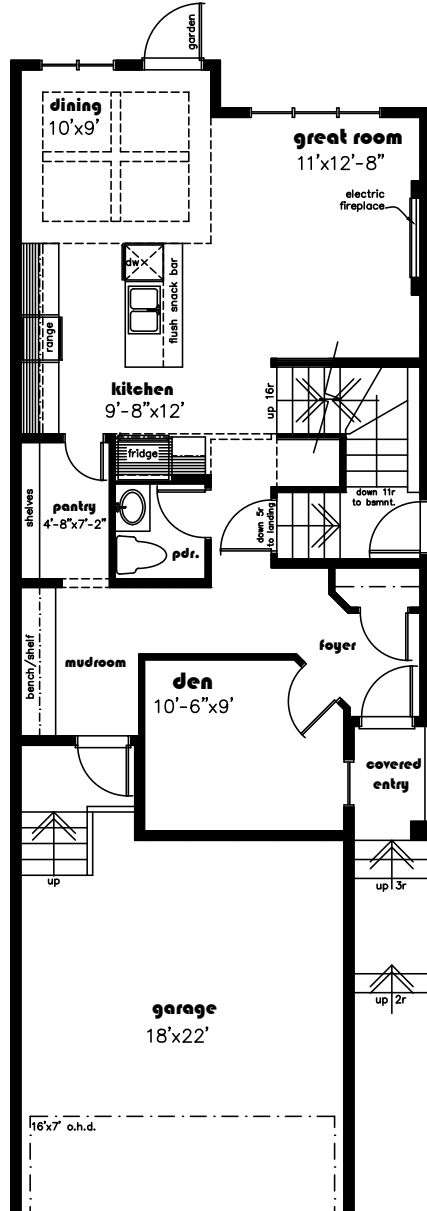 garden
dining
10'x9'
great room
11'x12'-8"
electric
fireplace
dw
flush snack bar
range
kitchen
9'-8"x12'
up 16r
fridge
shelves
pantry
4'-8"x7'-2"
pdr.
down 5r
to landing
down 11r
to bsmnt.
bench/shelf
mudroom
foyer
den
10'-6"x9'
covered
entry
up
up 3r
up 2r
garage
18'x22'
16'x7' o.h.d.